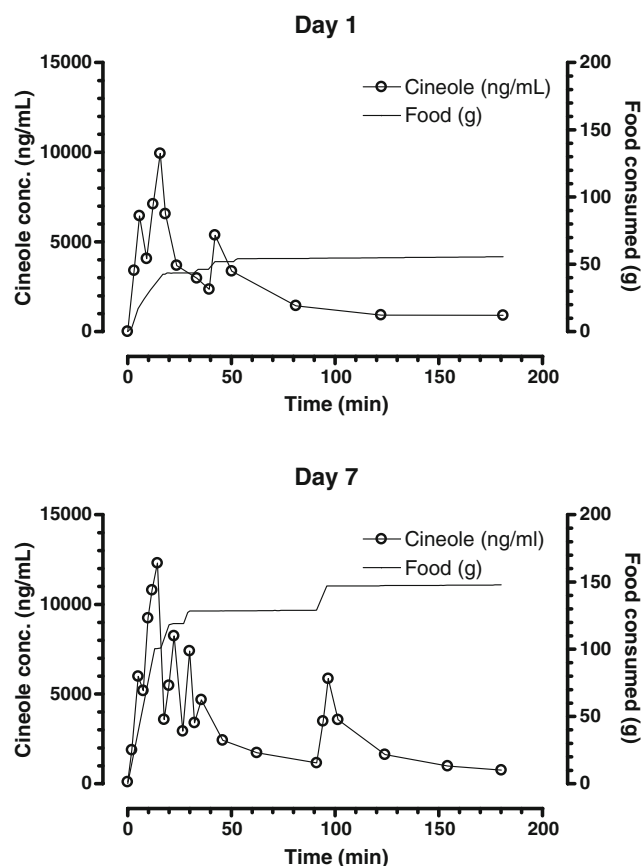 Day 1
15000
10000
5000
0
Cineole conc. (ng/mL)
Cineole (ng/mL)
Food (g)
200
150
100
50
0
Food consumed (g)
0
50
100
150
200
Time (min)
Day 7
15000
10000
5000
0
Cineole conc. (ng/mL)
Cineole (ng/ml)
Food (g)
200
150
100
50
0
Food consumed (g)
0
50
100
150
200
Time (min)